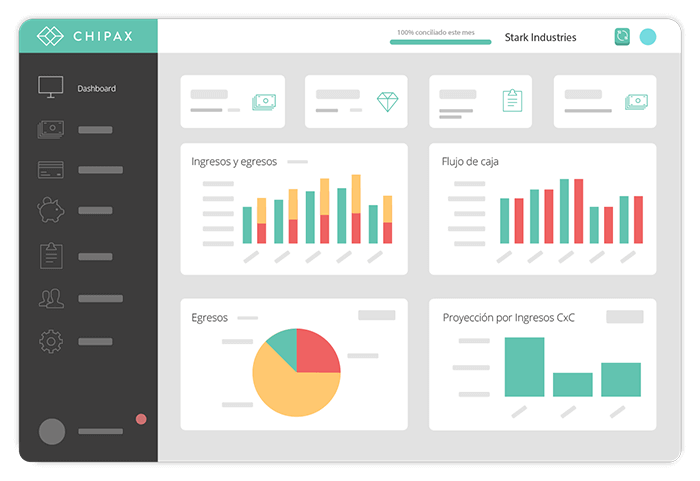 CHIPAX
100% conciliado este mes
Stark Industries
Dashboard
Ingresos y egresos
Flujo de caja
Egresos
Proyección por Ingresos CxC